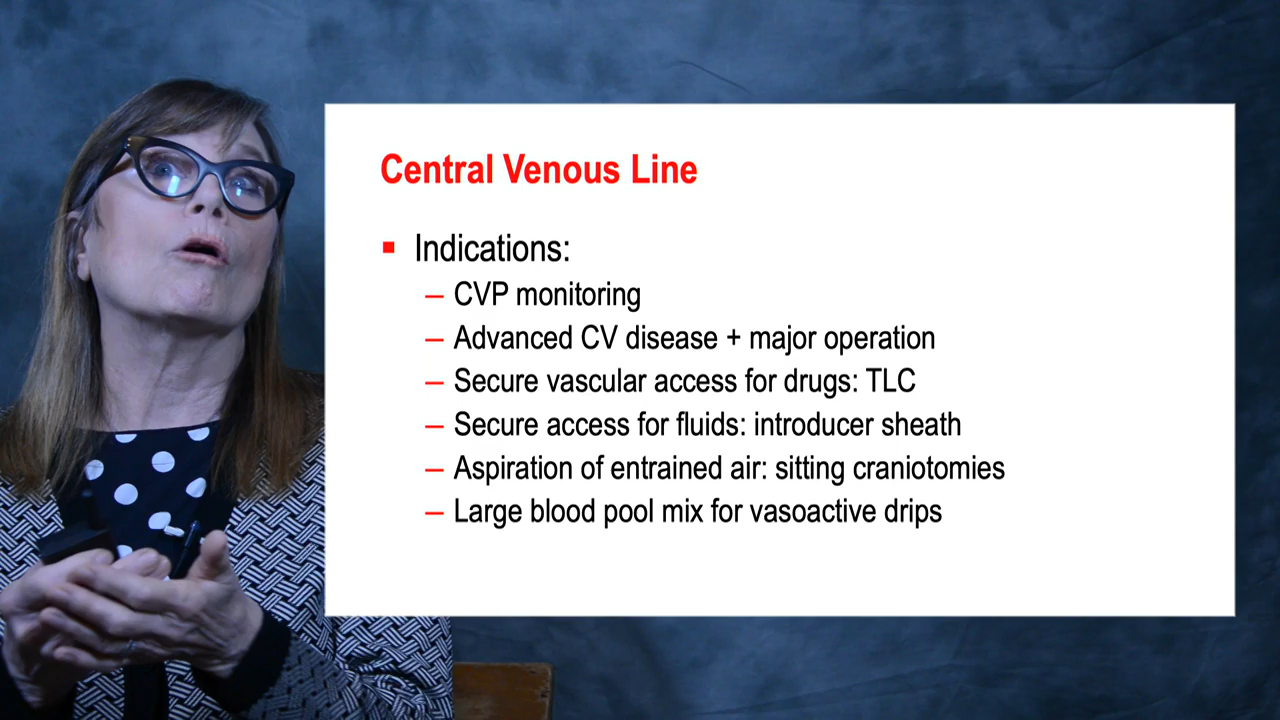 Central Venous Line
Indications:
– CVP monitoring
– Advanced CV disease + major operation
– Secure vascular access for drugs: TLC
– Secure access for fluids: introducer sheath
– Aspiration of entrained air: sitting craniotomies
– Large blood pool mix for vasoactive drips